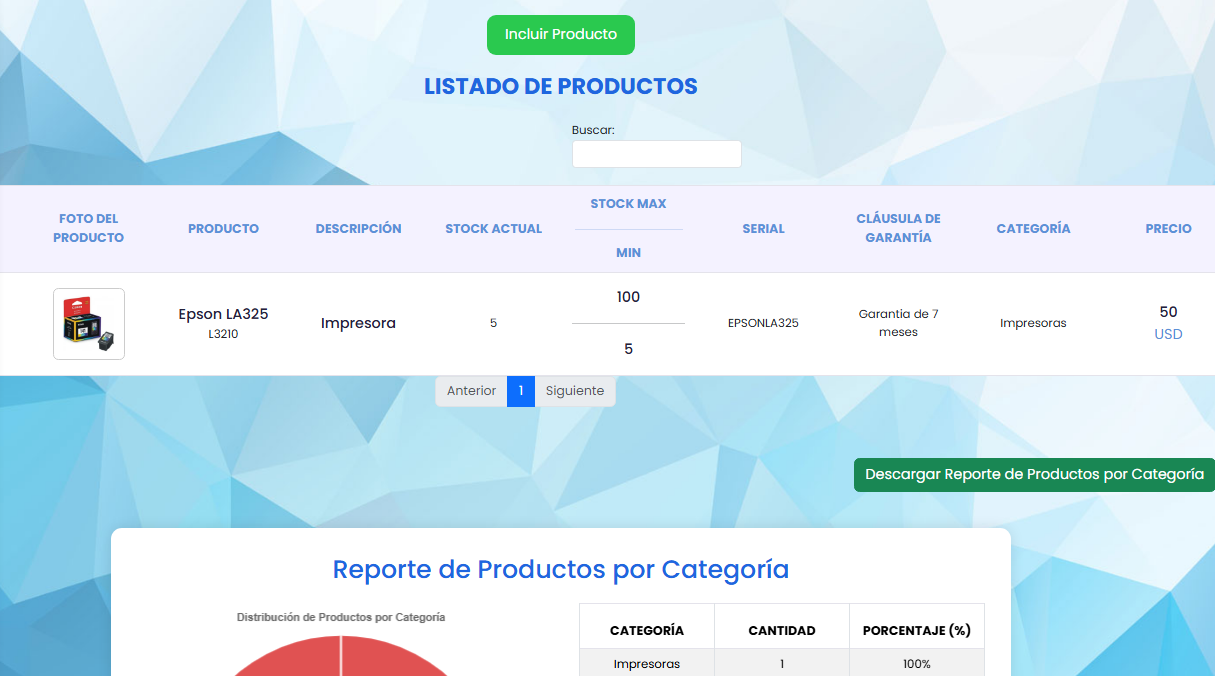 Incluir Producto
LISTADO DE PRODUCTOS
Buscar:
FOTO DEL
PRODUCTO
PRODUCTO
DESCRIPCIÓN
STOCK ACTUAL
STOCK MAX
MIN
SERIAL
CLÁUSULA DE
GARANTÍA
CATEGORÍA
PRECIO
Epson LA325
L3210
Impresora
5
100
5
EPSONLA325
Garantia de 7
meses
Impresoras
50
USD
Anterior
1
Siguiente
Descargar Reporte de Productos por Categoría
Reporte de Productos por Categoría
Distribución de Productos por Categoría
CATEGORÍA
CANTIDAD
PORCENTAJE (%)
Impresoras
1
100%